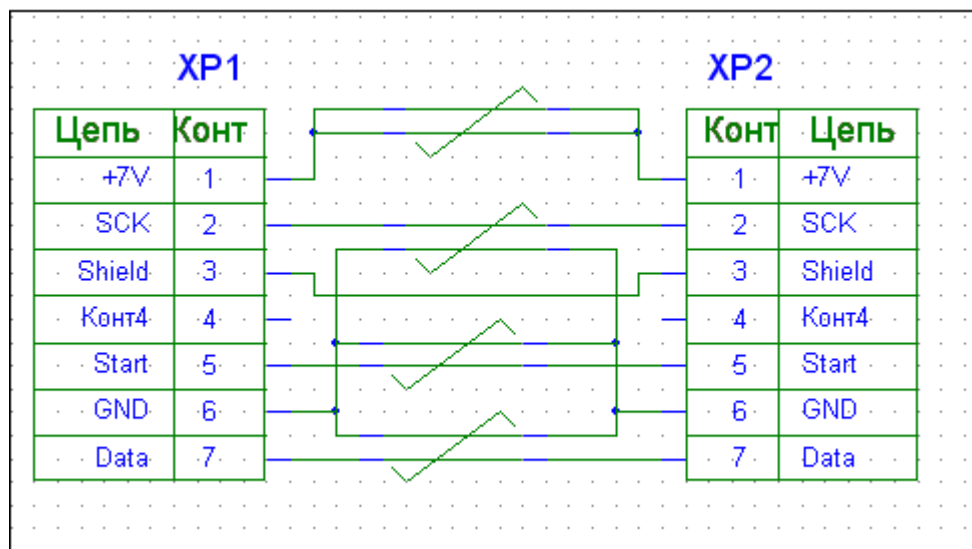 XP1 XP2
Цепь Конт Конт Цепь
+7V 1 1 +7V
SCK 2 2 SCK
Shield 3 3 Shield
Конт4 4 4 Конт4
Start 5 5 Start
GND 6 6 GND
Data 7 7 Data